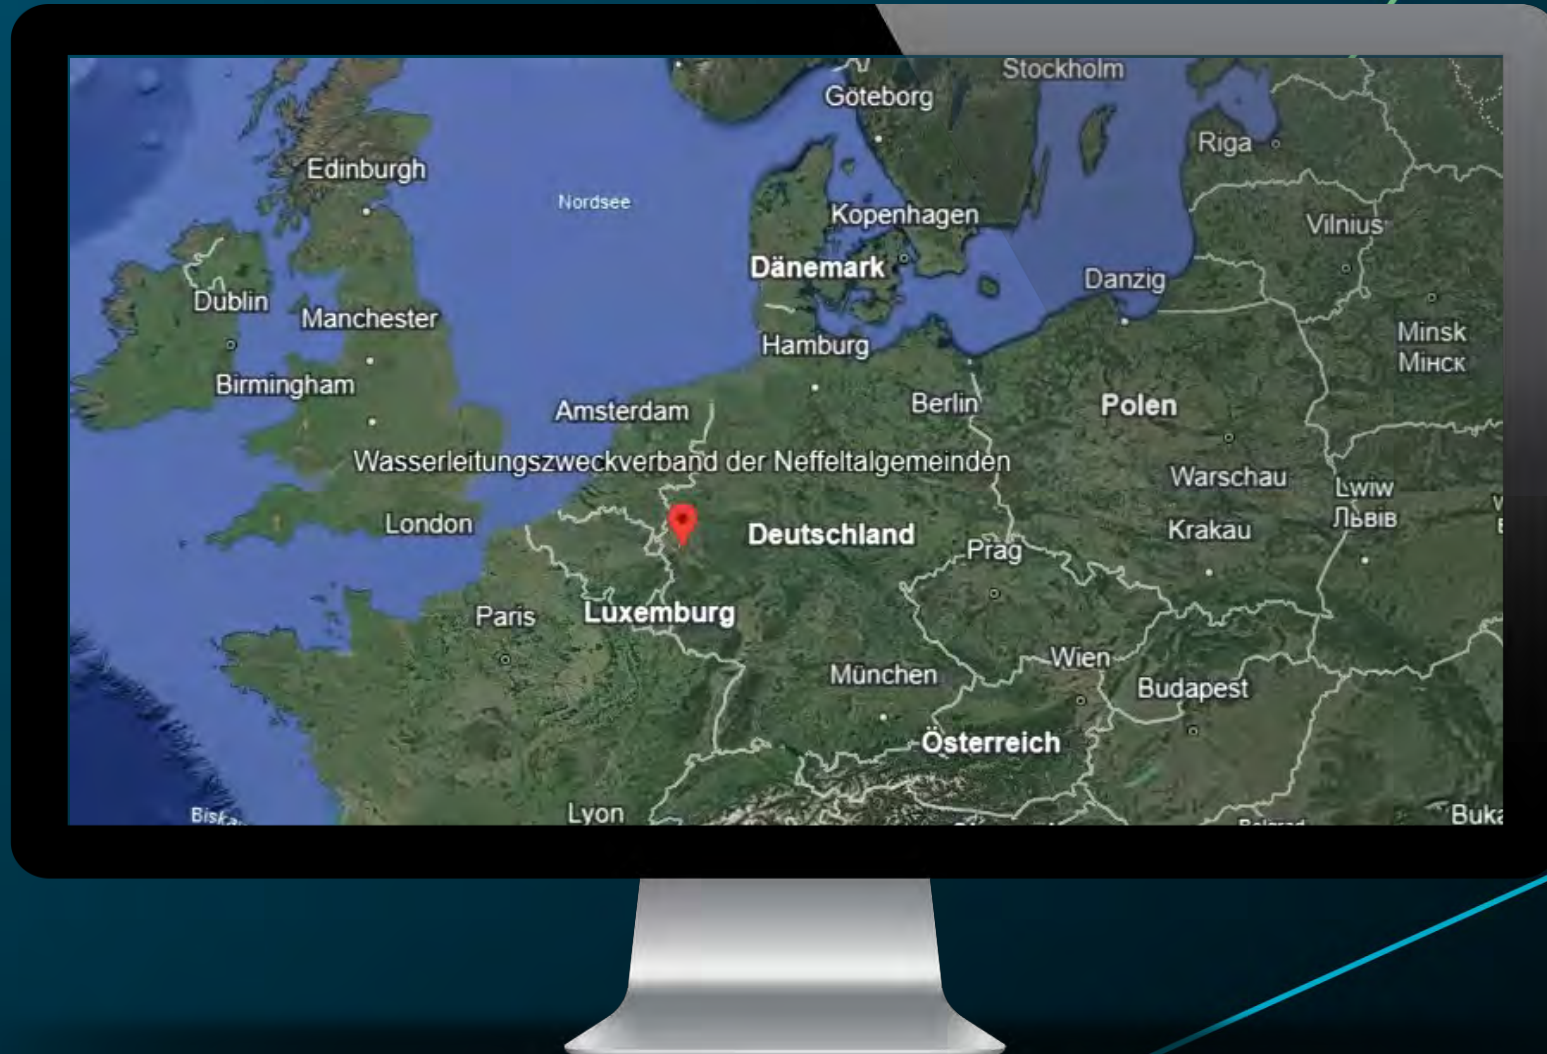 Stockholm
Göteborg
Riga
Edinburgh
Nordsee
Kopenhagen
Vilnius
Dänemark
Danzig
Dublin
Manchester
Minsk
Мінск
Hamburg
Birmingham
Amsterdam
Berlin
Polen
Wasserleitungszweckverband der Neffeltalgemeinden
Warschau
Lwiw
Львів
London
Deutschland
Krakau
Prag
Paris
Luxemburg
Wien
München
Budapest
Österreich
Lyon